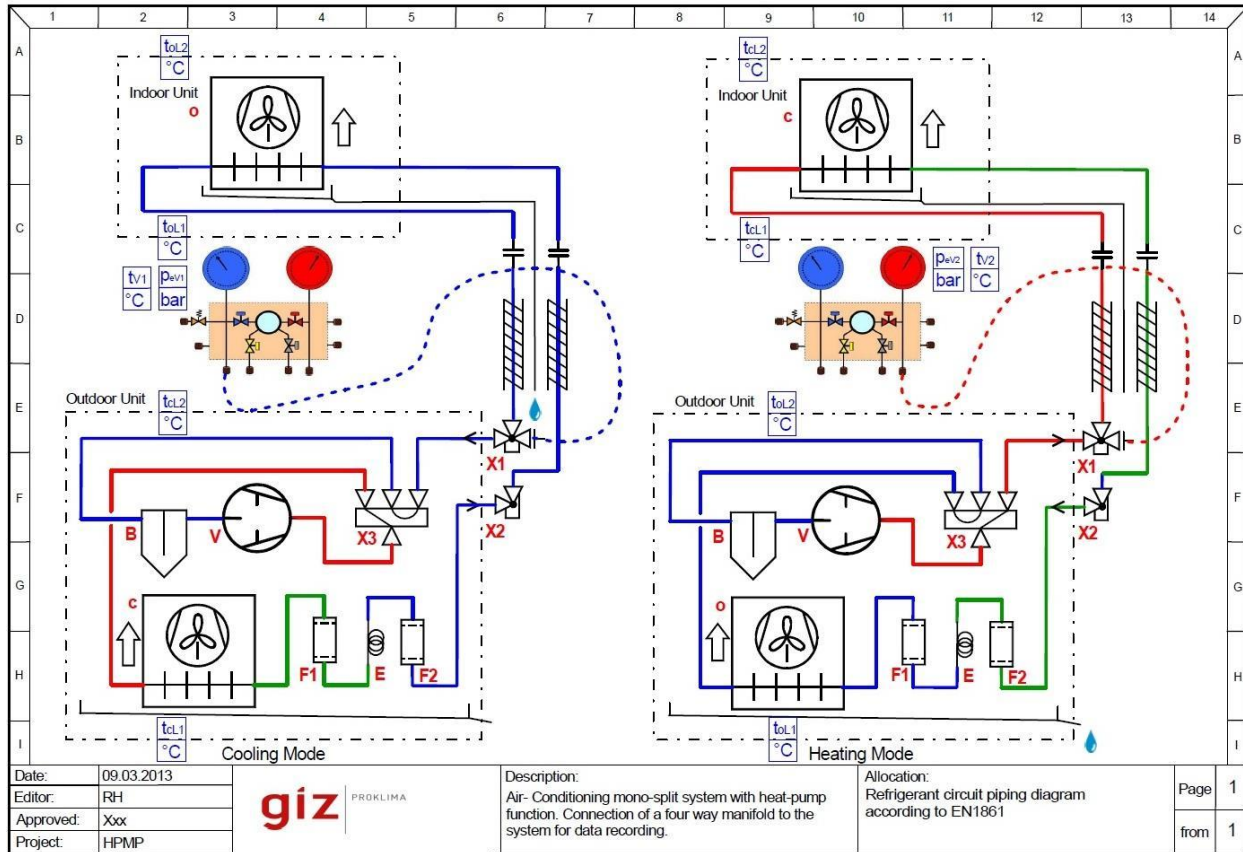 1 2 3 4 5 6 7 8 9 10 11 12 13 14
A
B
C
D
E
F
G
H
I
toL2
°C
Indoor Unit
o
toL1
°C
tV1
°C
peV1
bar
Outdoor Unit
tcL2
°C
X1
X2
X3
B
V
c
F1
E
F2
tcL1
°C
Cooling Mode
tcL2
°C
Indoor Unit
c
tcL1
°C
peV2
bar
tV2
°C
Outdoor Unit
toL2
°C
X1
X2
X3
B
V
o
F1
E
F2
toL1
°C
Heating Mode
A
B
C
D
E
F
G
H
I
Date: 09.03.2013
Editor: RH
Approved: Xxx
Project: HPMP
giz PROKLIMA
Description:
Air- Conditioning mono-split system with heat-pump
function. Connection of a four way manifold to the
system for data recording.
Allocation:
Refrigerant circuit piping diagram
according to EN1861
Page 1
from 1